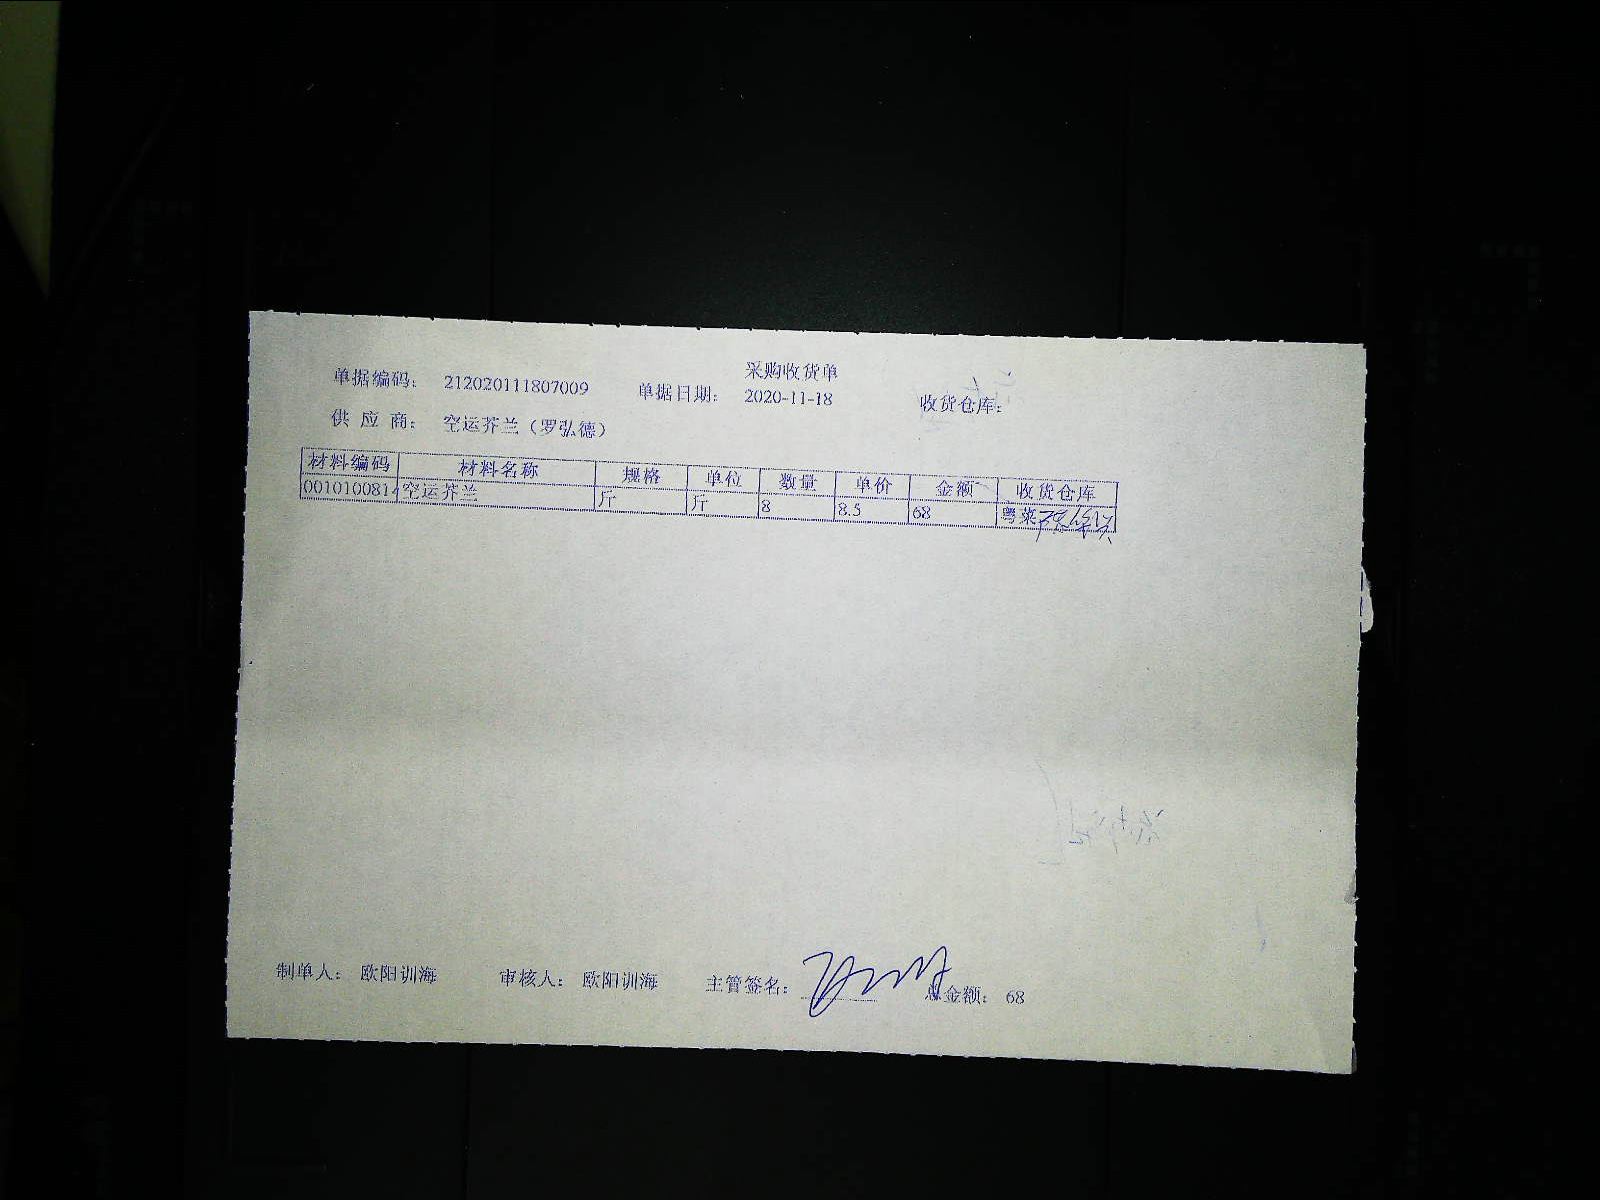 采购收货单
单据编码: 212020111807009 单据日期: 2020-11-18 收货仓库:
供 应 商: 空运芥兰（罗弘德）
材料编码 材料名称 规格 单位 数量 单价 金额 收货仓库
0010100814 空运芥兰 斤 斤 8 8.5 68 粤菜
制单人: 欧阳训海 审核人: 欧阳训海 主管签名: 总金额: 68